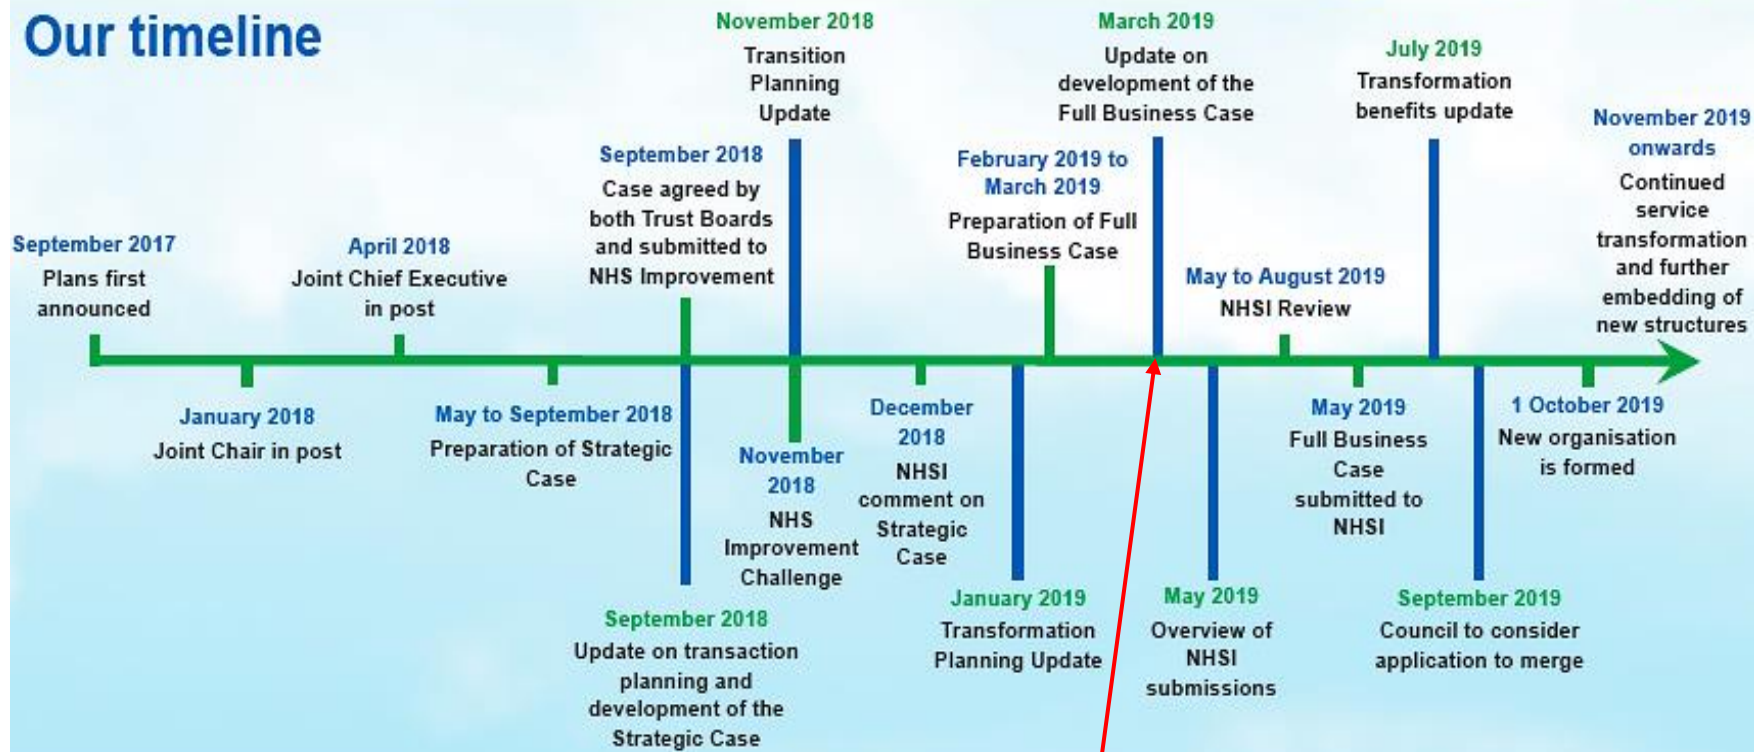 Our timeline
September 2017
Plans first
announced
January 2018
Joint Chair in post
April 2018
Joint Chief Executive
in post
May to September 2018
Preparation of Strategic
Case
September 2018
Case agreed by
both Trust Boards
and submitted to
NHS Improvement
September 2018
Update on transaction
planning and
development of the
Strategic Case
November 2018
Transition
Planning
Update
November
2018
NHS
Improvement
Challenge
December
2018
NHSI
comment on
Strategic
Case
January 2019
Transformation
Planning Update
February 2019 to
March 2019
Preparation of Full
Business Case
March 2019
Update on
development of the
Full Business Case
May 2019
Overview of
NHSI
submissions
May to August 2019
NHSI Review
May 2019
Full Business
Case
submitted to
NHSI
July 2019
Transformation
benefits update
September 2019
Council to consider
application to merge
1 October 2019
New organisation
is formed
November 2019
onwards
Continued
service
transformation
and further
embedding of
new structures